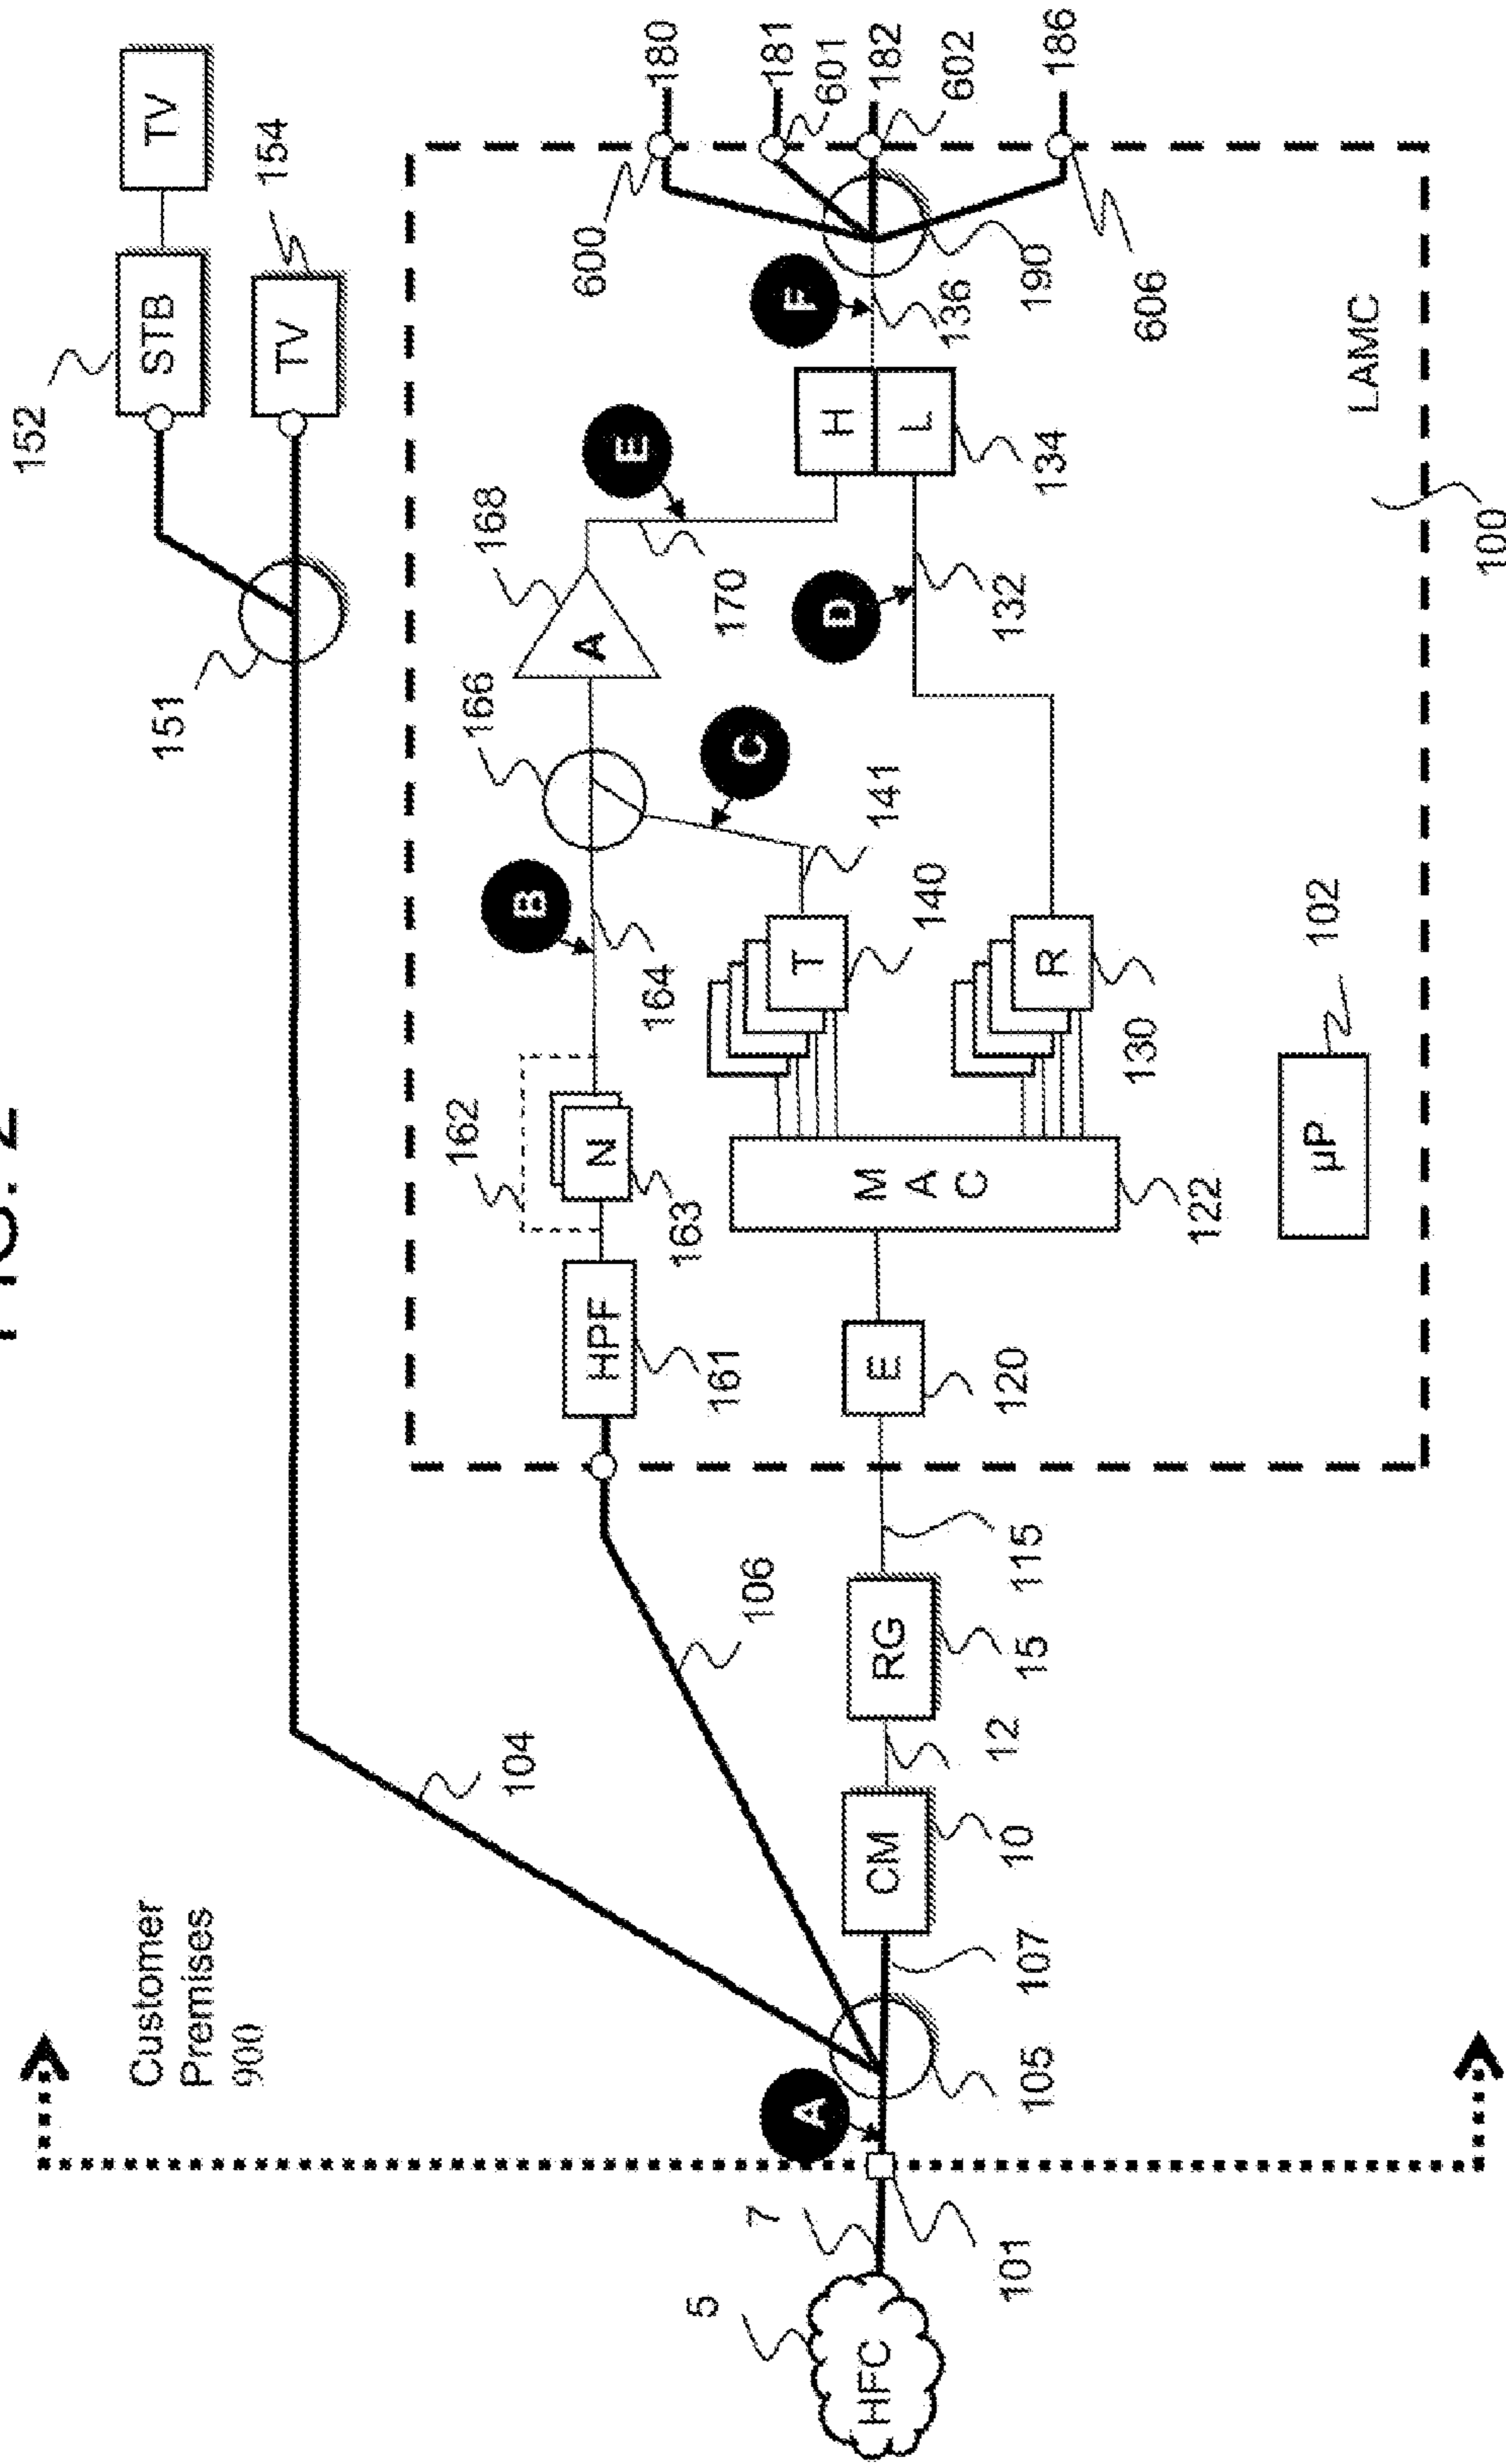 FIG. 2
Customer
Premises
900
152
STB
TV
TV
154
151
104
106
162
HPF
161
N
163
B
164
166
A
168
E
170
C
141
T
140
D
132
H
L
134
F
136
190
600
180
181
601
182
602
186
606
5
HFC
7
101
A
105
107
CM
10
12
RG
15
115
E
120
M
A
C
122
R
130
µP
102
LAMC
100